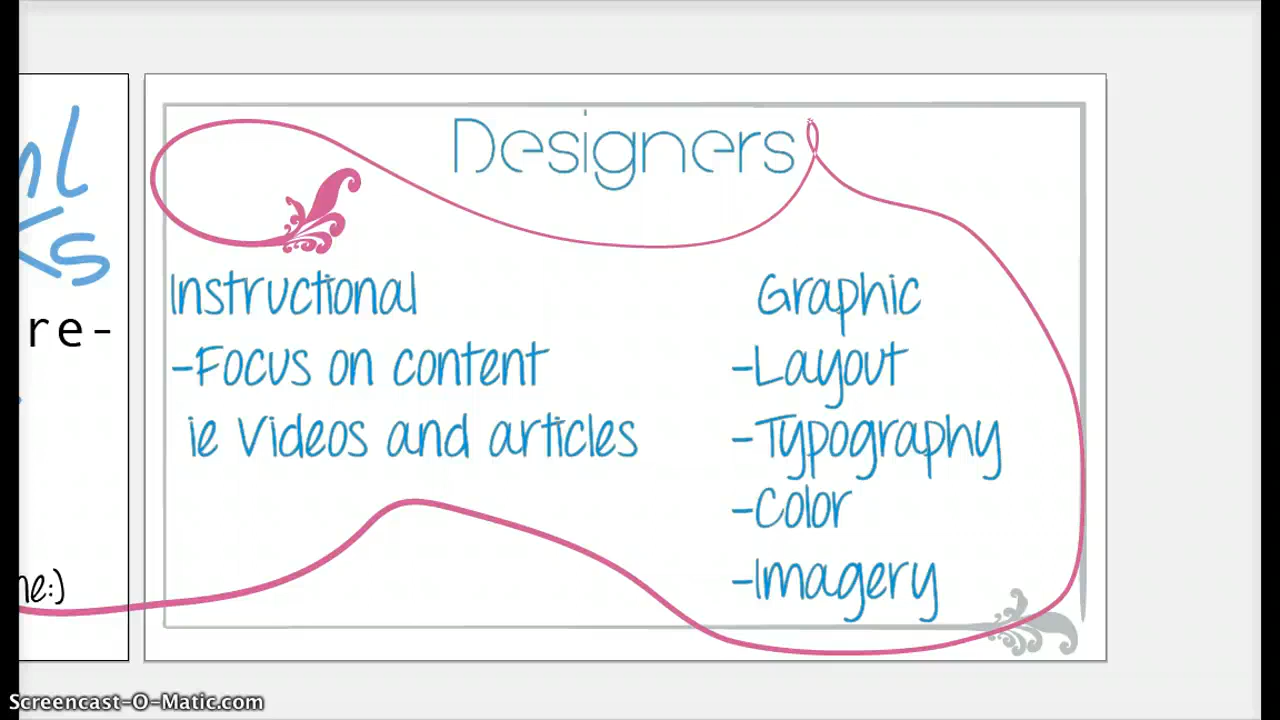 Designers
Instructional
-Focus on content
ie Videos and articles
Graphic
-Layout
-Typography
-Color
-Imagery
re-
Screencast-O-Matic.com